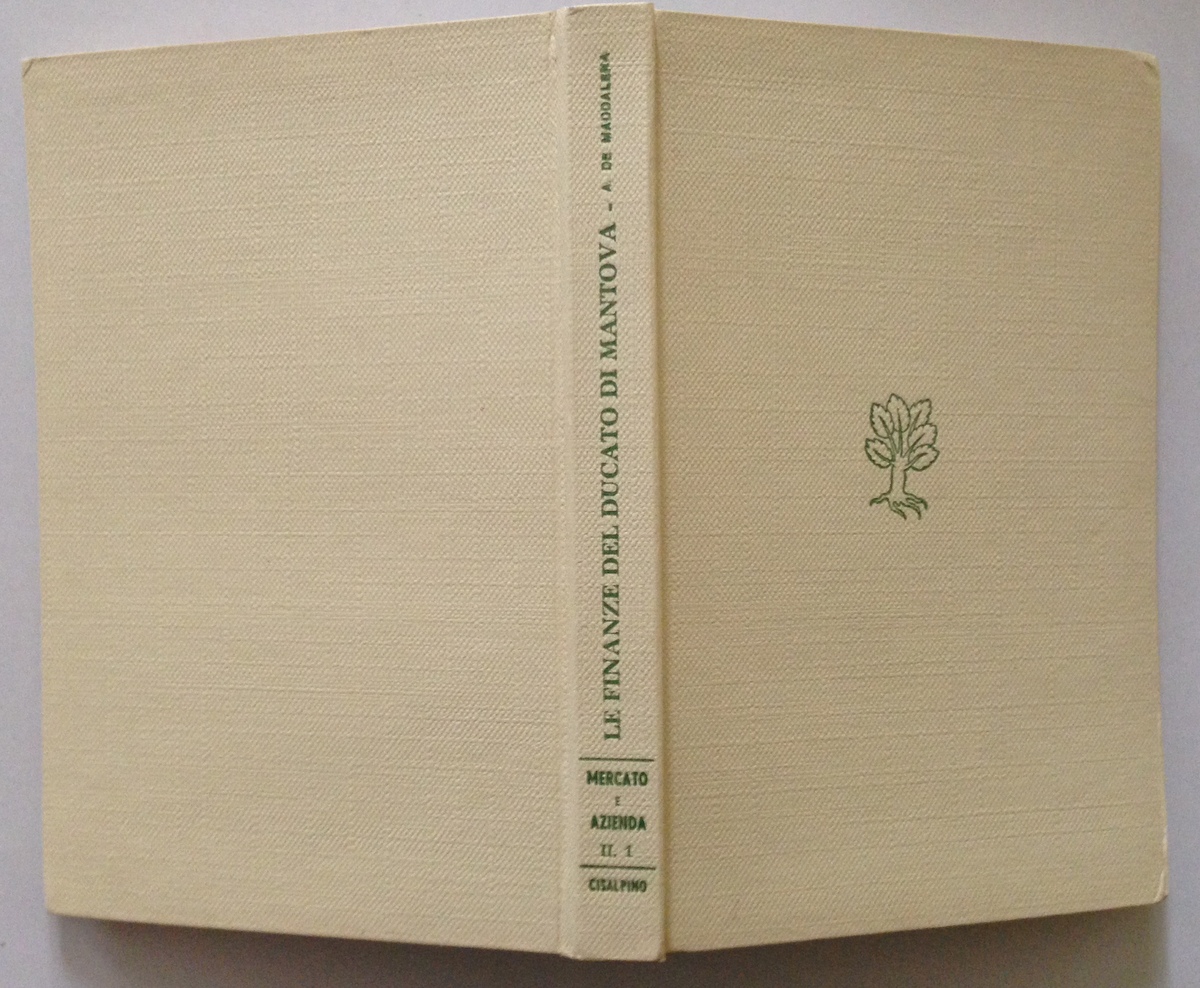 LE FINANZE DEL DUCATO DI MANTOVA - A. DE MADDALENA
MERCATO
E
AZIENDA
II. 1
CISALPINO